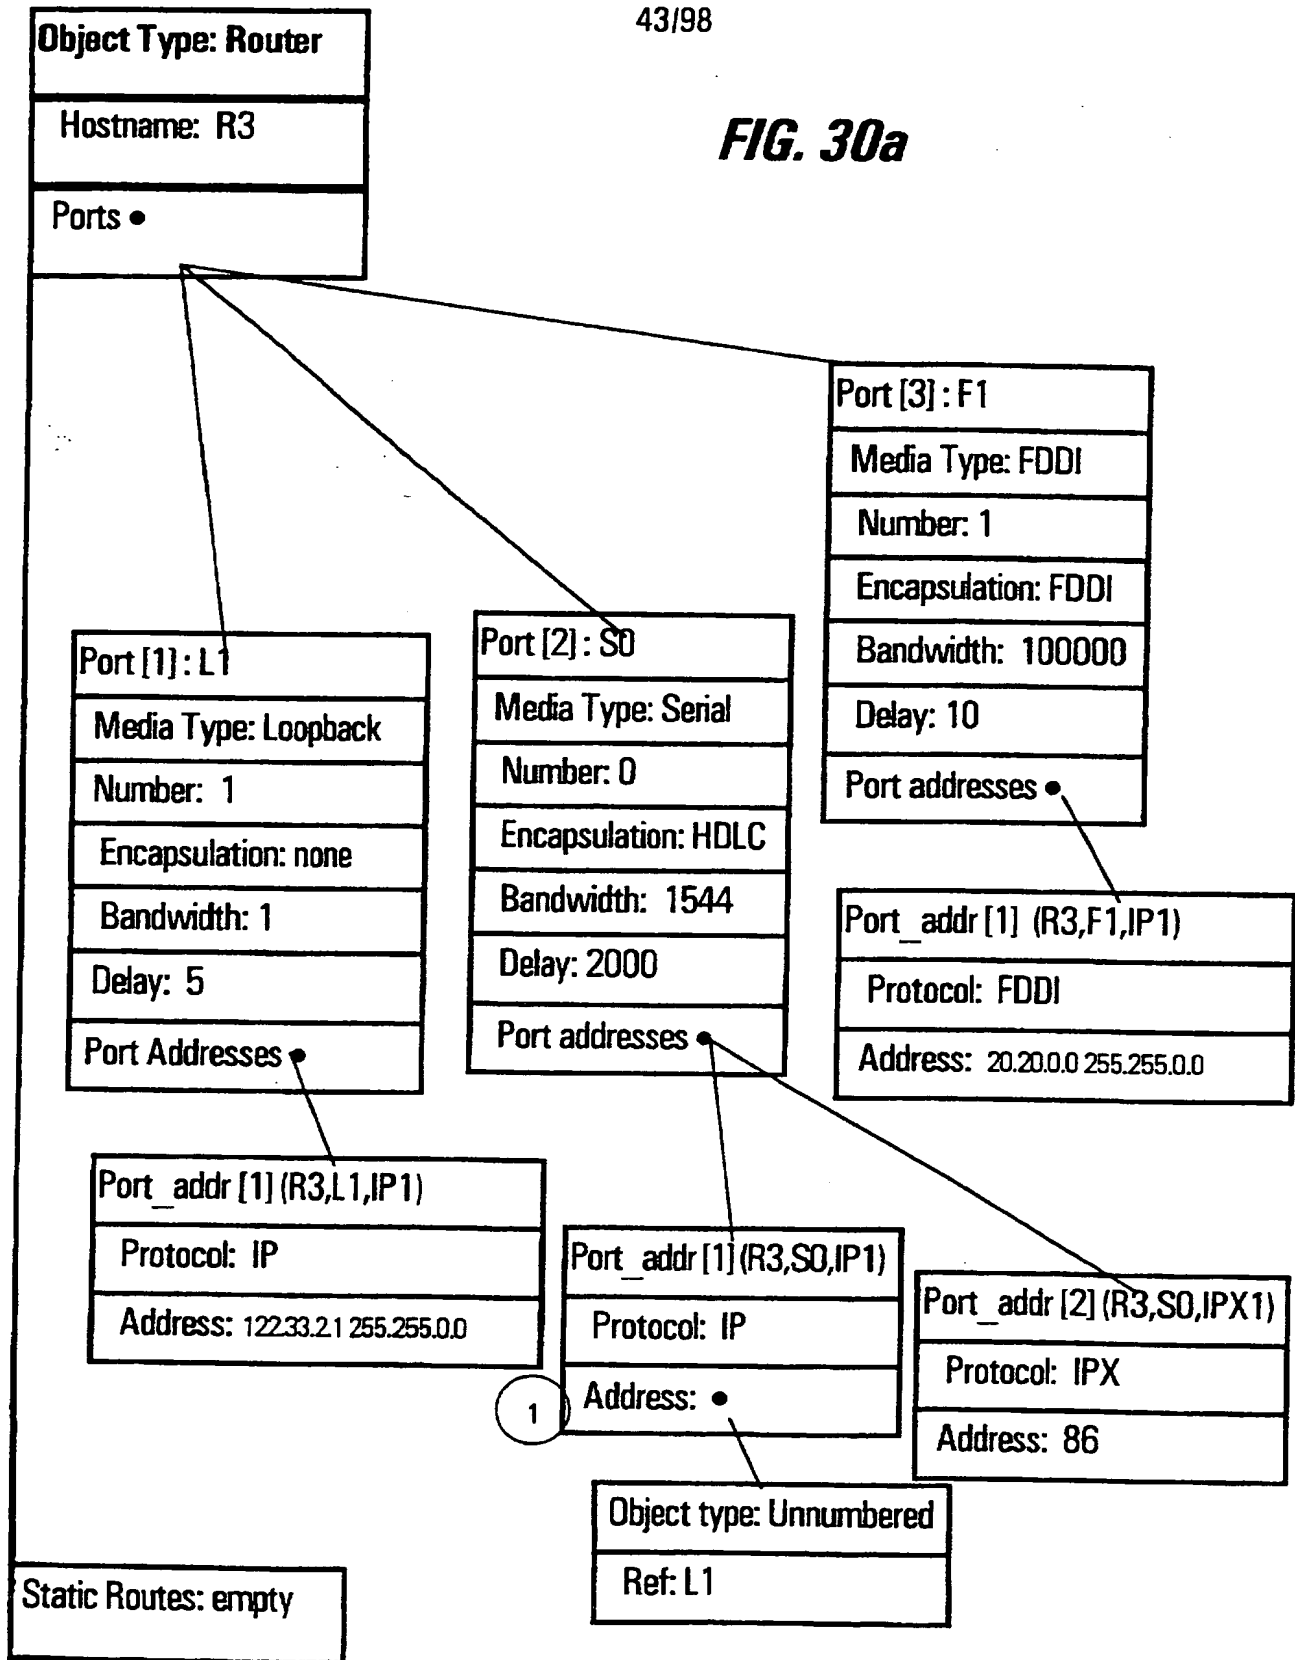 43/98
FIG. 30a
Object Type: Router
Hostname: R3
Ports
Port [3] : F1
Media Type: FDDI
Number: 1
Encapsulation: FDDI
Bandwidth: 100000
Delay: 10
Port addresses
Port_addr [1] (R3,F1,IP1)
Protocol: FDDI
Address: 20.20.0.0 255.255.0.0
Port [1] : L1
Media Type: Loopback
Number: 1
Encapsulation: none
Bandwidth: 1
Delay: 5
Port Addresses
Port_addr [1] (R3,L1,IP1)
Protocol: IP
Address: 122.33.2.1 255.255.0.0
Port [2] : S0
Media Type: Serial
Number: 0
Encapsulation: HDLC
Bandwidth: 1544
Delay: 2000
Port addresses
Port_addr [1] (R3,S0,IP1)
Protocol: IP
Address:
1
Object type: Unnumbered
Ref: L1
Port_addr [2] (R3,S0,IPX1)
Protocol: IPX
Address: 86
Static Routes: empty